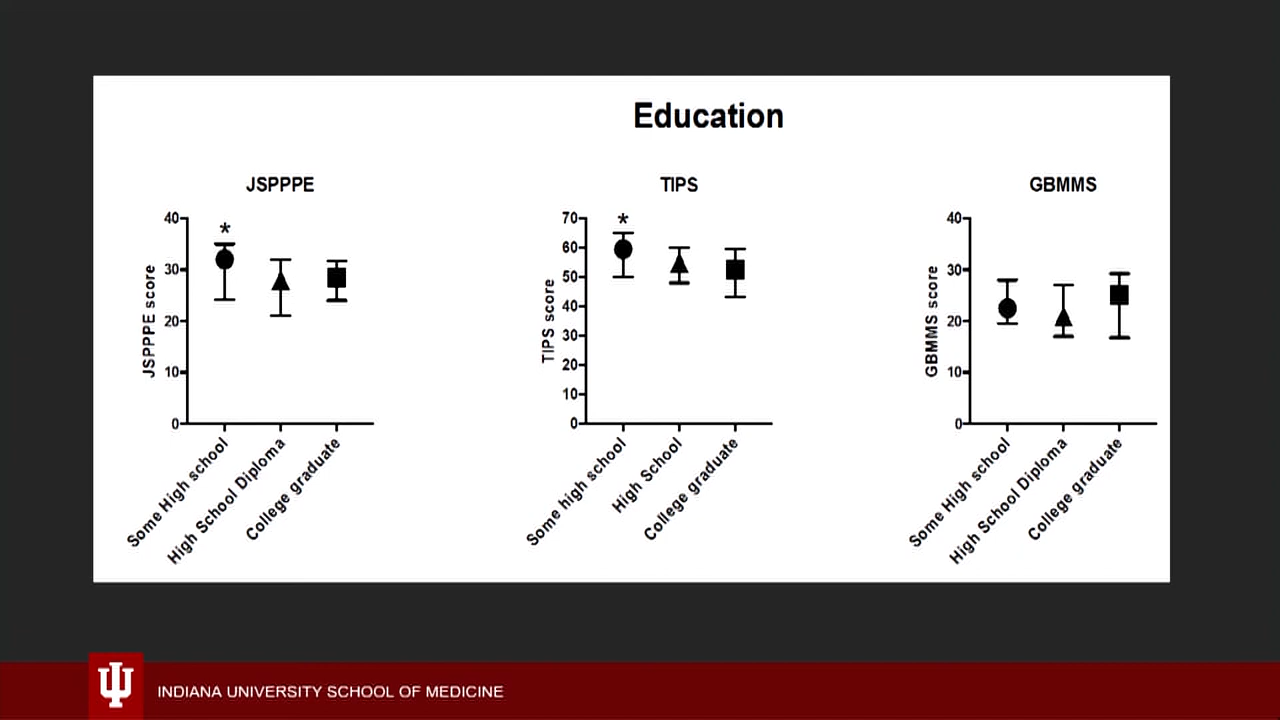 Education
JSPPPE
JSPPPE score
40
30
20
10
0
*
Some High school
High School Diploma
College graduate
TIPS
TIPS score
70
60
50
40
30
20
10
0
*
Some high school
High School
College graduate
GBMMS
GBMMS score
40
30
20
10
0
Some High school
High School Diploma
College graduate
INDIANA UNIVERSITY SCHOOL OF MEDICINE